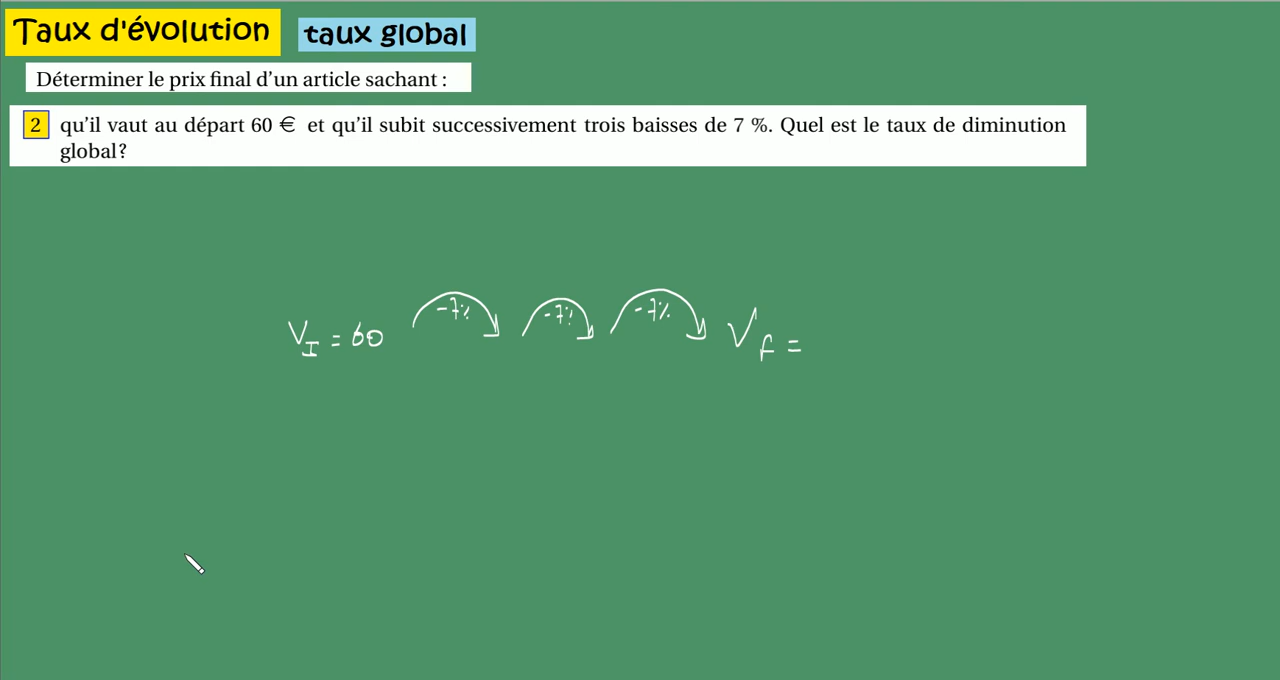 Taux d'évolution taux global
Déterminer le prix final d’un article sachant :
2 qu’il vaut au départ 60 € et qu’il subit successivement trois baisses de 7 %. Quel est le taux de diminution
global?
-7% -7% -7%
V_I = 60 V_f =